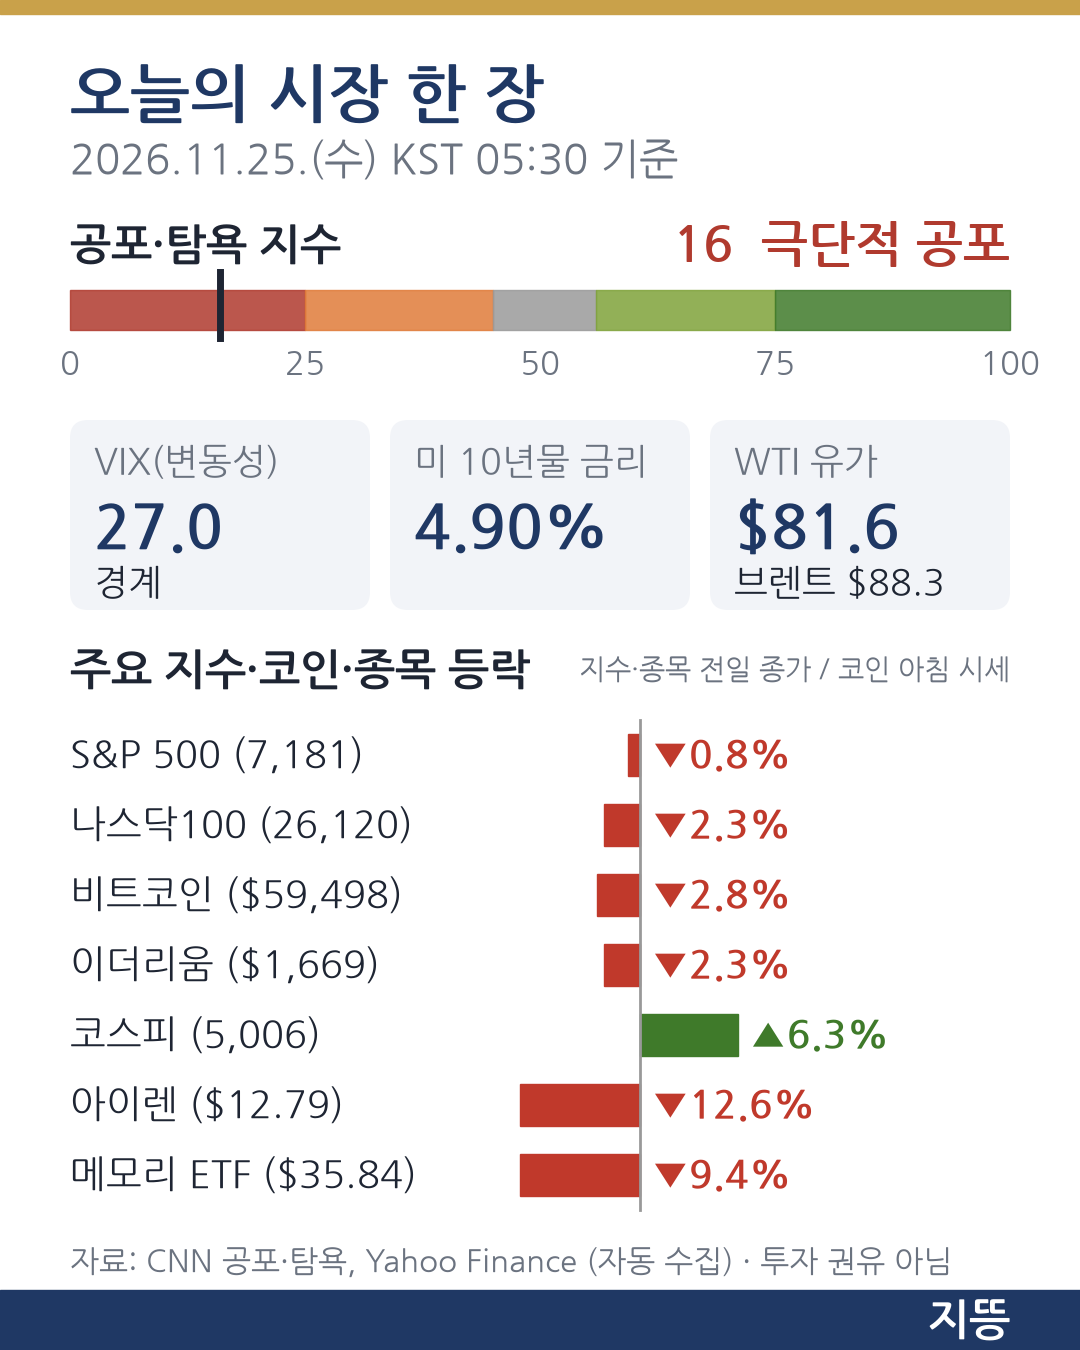 오늘의 시장 한 장
2026.11.25.(수) KST 05:30 기준
공포·탐욕 지수
16 극단적 공포
0 25 50 75 100
VIX(변동성)
27.0
경계
미 10년물 금리
4.90%
WTI 유가
$81.6
브렌트 $88.3
주요 지수·코인·종목 등락
지수·종목 전일 종가 / 코인 아침 시세
S&P 500 (7,181) ▼0.8%
나스닥100 (26,120) ▼2.3%
비트코인 ($59,498) ▼2.8%
이더리움 ($1,669) ▼2.3%
코스피 (5,006) ▲6.3%
아이렌 ($12.79) ▼12.6%
메모리 ETF ($35.84) ▼9.4%
자료: CNN 공포·탐욕, Yahoo Finance (자동 수집) · 투자 권유 아님
지뚱